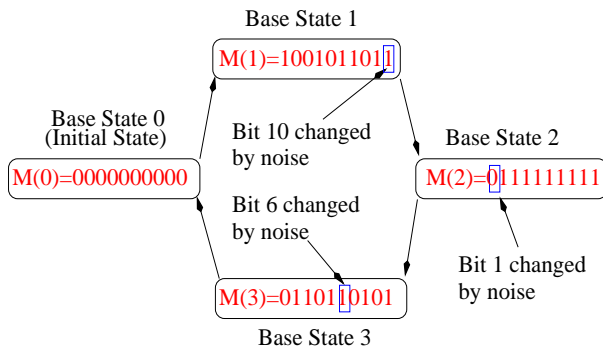 Base State 1
M(1)=1001011011
Base State 0
(Initial State)
Bit 10 changed
by noise
Base State 2
M(0)=0000000000
M(2)=0111111111
Bit 6 changed
by noise
Bit 1 changed
by noise
M(3)=0110110101
Base State 3